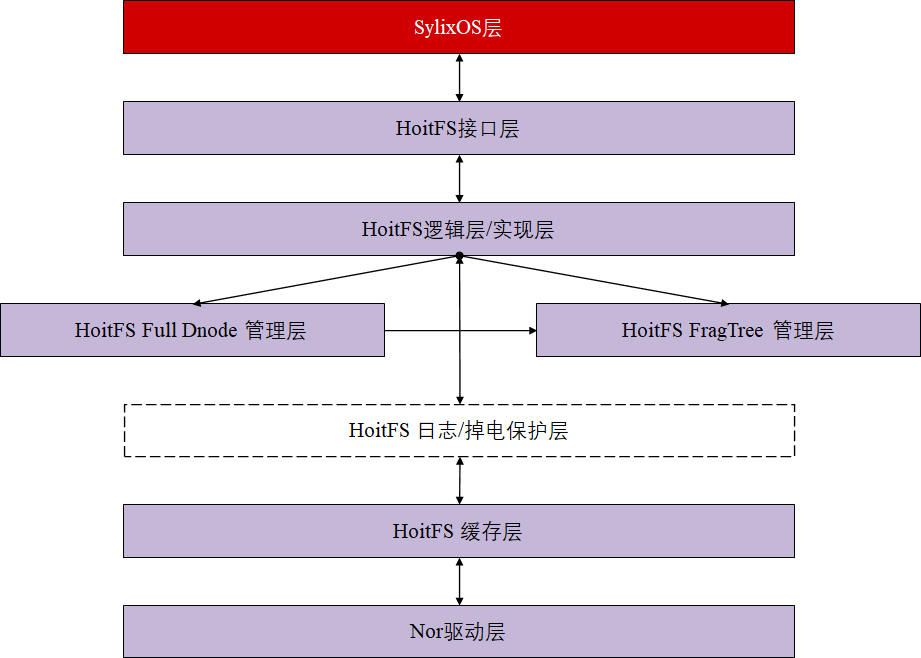 SylixOS层
HoitFS接口层
HoitFS逻辑层/实现层
HoitFS Full Dnode 管理层
HoitFS FragTree 管理层
HoitFS 日志/掉电保护层
HoitFS 缓存层
Nor驱动层